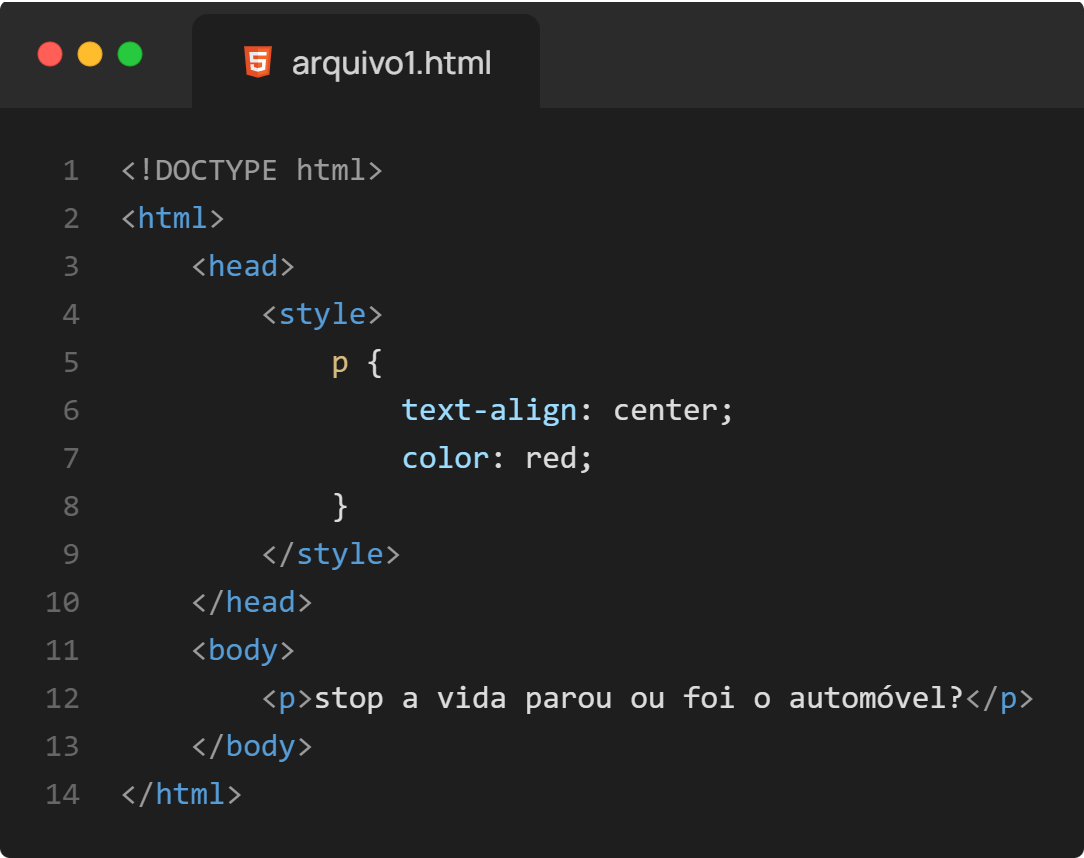 arquivo1.html
1 <!DOCTYPE html>
2 <html>
3     <head>
4         <style>
5             p {
6                 text-align: center;
7                 color: red;
8             }
9         </style>
10     </head>
11     <body>
12         <p>stop a vida parou ou foi o automóvel?</p>
13     </body>
14 </html>